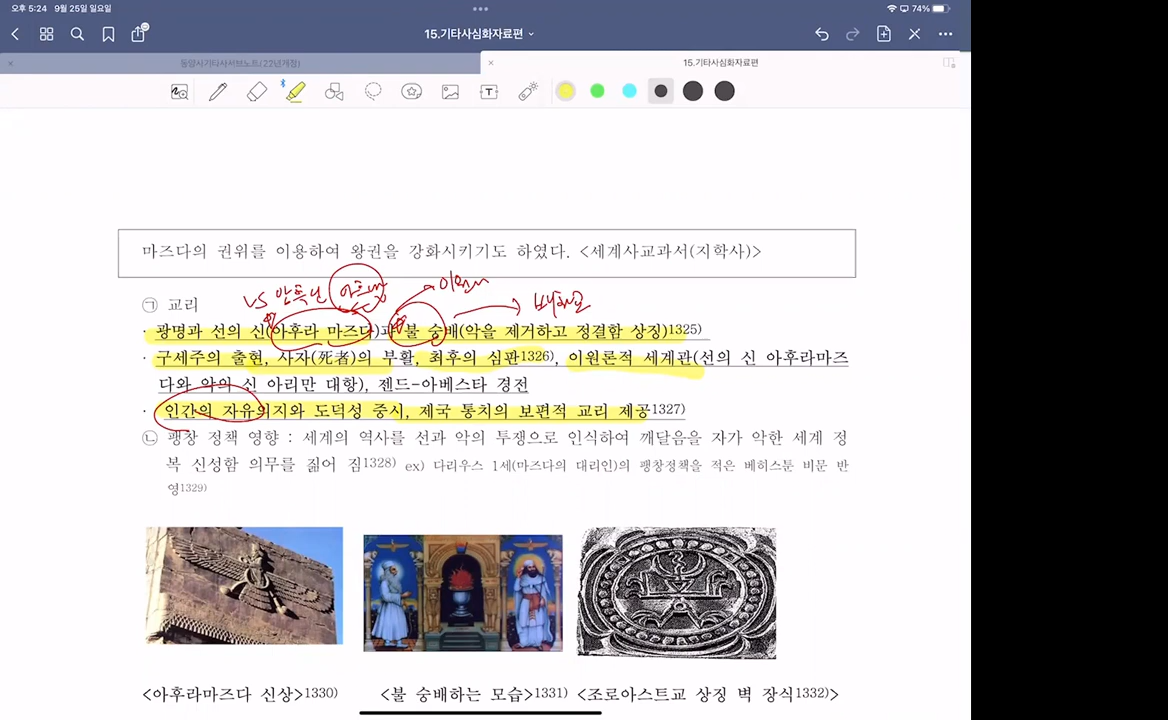 오후 5:24 9월 25일 일요일
74%
15.기타사심화자료편
동양사기타사서브노트(22년개정)
15.기타사심화자료편
마즈다의 권위를 이용하여 왕권을 강화시키기도 하였다. <세계사교과서(지학사)>
㉠ 교리
vs 암흑신
· 광명과 선의 신(아후라 마즈다)과 불 숭배(악을 제거하고 정결함 상징)1325)
· 구세주의 출현, 사자(死者)의 부활, 최후의 심판1326), 이원론적 세계관(선의 신 아후라마즈
다와 악의 신 아리만 대항), 젠드-아베스타 경전
· 인간의 자유의지와 도덕성 중시, 제국 통치의 보편적 교리 제공1327)
㉡ 팽창 정책 영향 : 세계의 역사를 선과 악의 투쟁으로 인식하여 깨달음을 자가 악한 세계 정
복 신성함 의무를 짊어 짐1328) ex) 다리우스 1세(마즈다의 대리인)의 팽창정책을 적은 베히스툰 비문 반
영1329)
<아후라마즈다 신상>1330)
<불 숭배하는 모습>1331)
<조로아스트교 상징 벽 장식1332)>